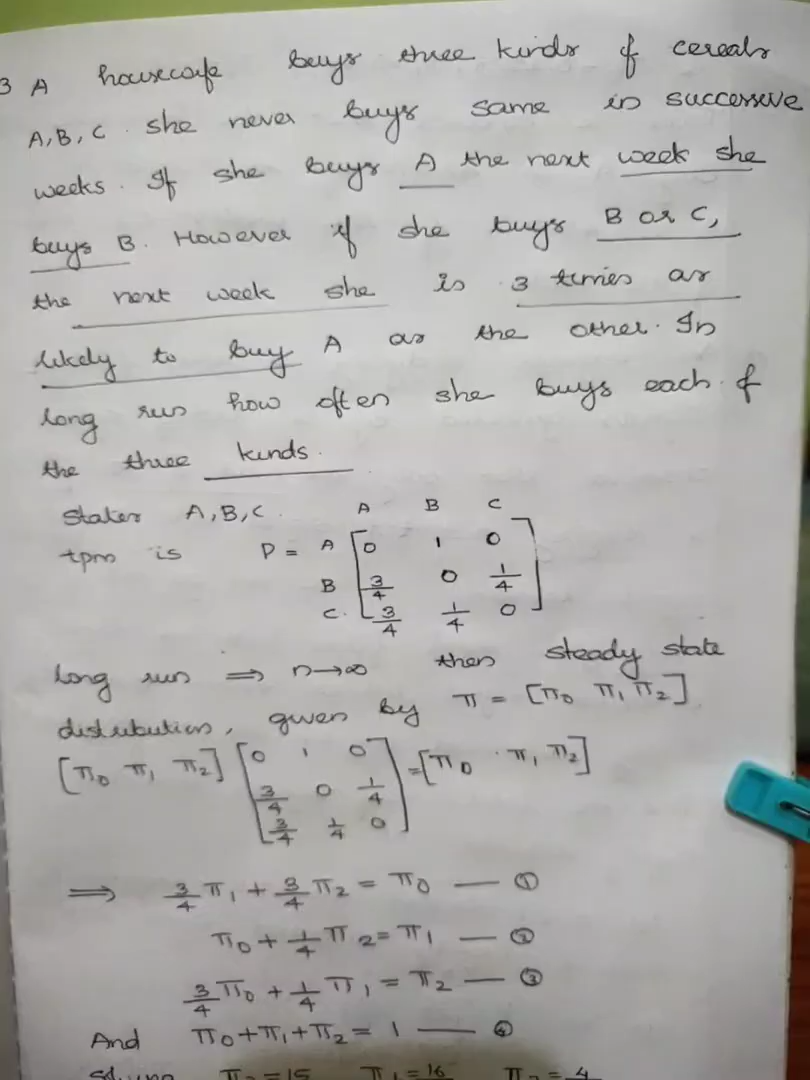 3 A housewife buys three kinds of cereals
A, B, C. She never buys same in successive
weeks. If she buys A the next week she
buys B. However if she buys B or C,
the next week she is 3 times as
likely to buy A as the other. In
long run how often she buys each of
the three kinds.
States A, B, C. A B C
tpm is P = A [ 0 1 0 ]
B [ 3/4 0 1/4 ]
C. [ 3/4 1/4 0 ]
long run ⟹ n→∞ then steady state
distribution, given by π = [π0 π1 π2]
[π0 π1 π2] [ 0 1 0 ] = [π0 π1 π2]
[ 3/4 0 1/4 ]
[ 3/4 1/4 0 ]
⟹ 3/4 π1 + 3/4 π2 = π0 — ①
π0 + 1/4 π2 = π1 — ②
3/4 π0 + 1/4 π1 = π2 — ③
And π0 + π1 + π2 = 1 — ④
= 15 π1 = 16 = 4